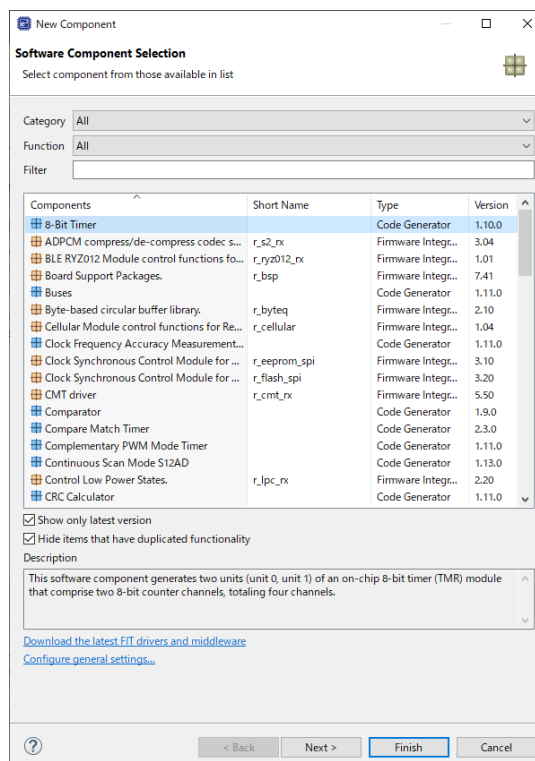 New Component
Software Component Selection
Select component from those available in list
Category All
Function All
Filter
Components Short Name Type Version
8-Bit Timer Code Generator 1.10.0
ADPCM compress/de-compress codec s... r_s2_rx Firmware Integr... 3.04
BLE RYZ012 Module control functions fo... r_ryz012_rx Firmware Integr... 1.01
Board Support Packages. r_bsp Firmware Integr... 7.41
Buses Code Generator 1.11.0
Byte-based circular buffer library. r_byteq Firmware Integr... 2.10
Cellular Module control functions for Re... r_cellular Firmware Integr... 1.04
Clock Frequency Accuracy Measurement... Code Generator 1.11.0
Clock Synchronous Control Module for ... r_eeprom_spi Firmware Integr... 3.10
Clock Synchronous Control Module for ... r_flash_spi Firmware Integr... 3.20
CMT driver r_cmt_rx Firmware Integr... 5.50
Comparator Code Generator 1.9.0
Compare Match Timer Code Generator 2.3.0
Complementary PWM Mode Timer Code Generator 1.11.0
Continuous Scan Mode S12AD Code Generator 1.13.0
Control Low Power States. r_lpc_rx Firmware Integr... 2.20
CRC Calculator Code Generator 1.11.0
Show only latest version
Hide items that have duplicated functionality
Description
This software component generates two units (unit 0, unit 1) of an on-chip 8-bit timer (TMR) module
that comprise two 8-bit counter channels, totaling four channels.
Download the latest FIT drivers and middleware
Configure general settings...
? < Back Next > Finish Cancel